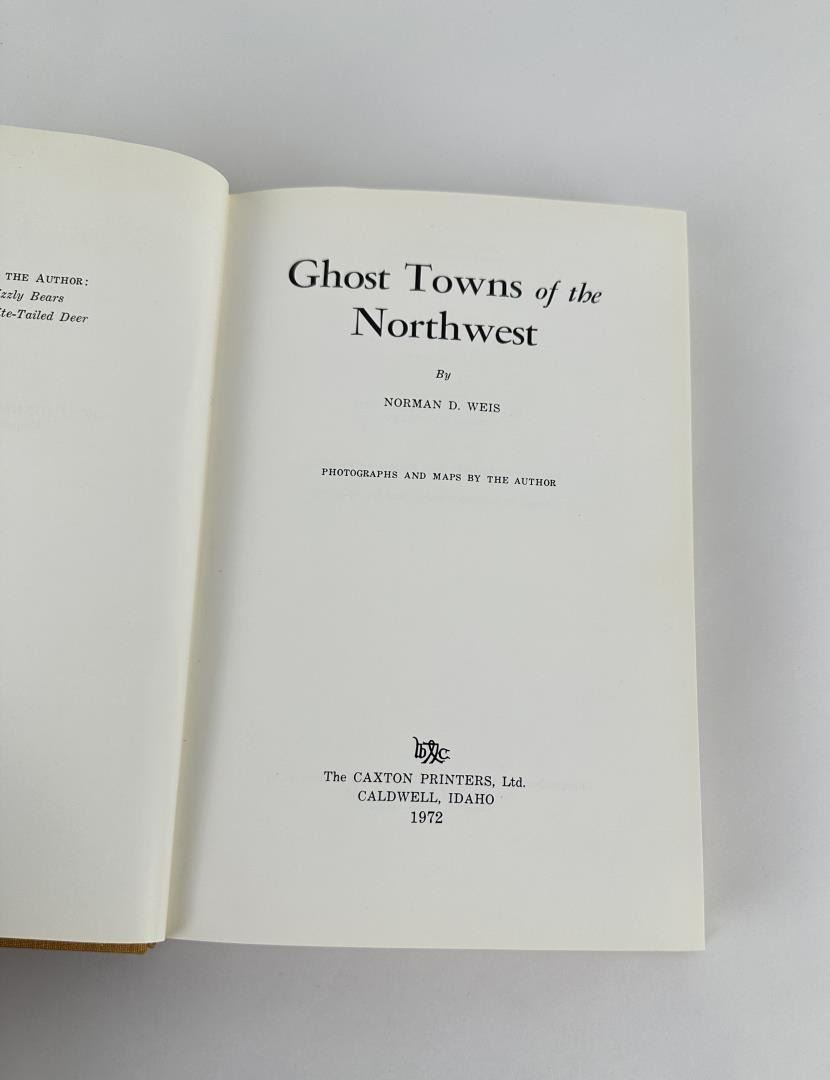 THE AUTHOR:
zzly Bears
te-Tailed Deer
Ghost Towns of the
Northwest
By
NORMAN D. WEIS
PHOTOGRAPHS AND MAPS BY THE AUTHOR
The CAXTON PRINTERS, Ltd.
CALDWELL, IDAHO
1972